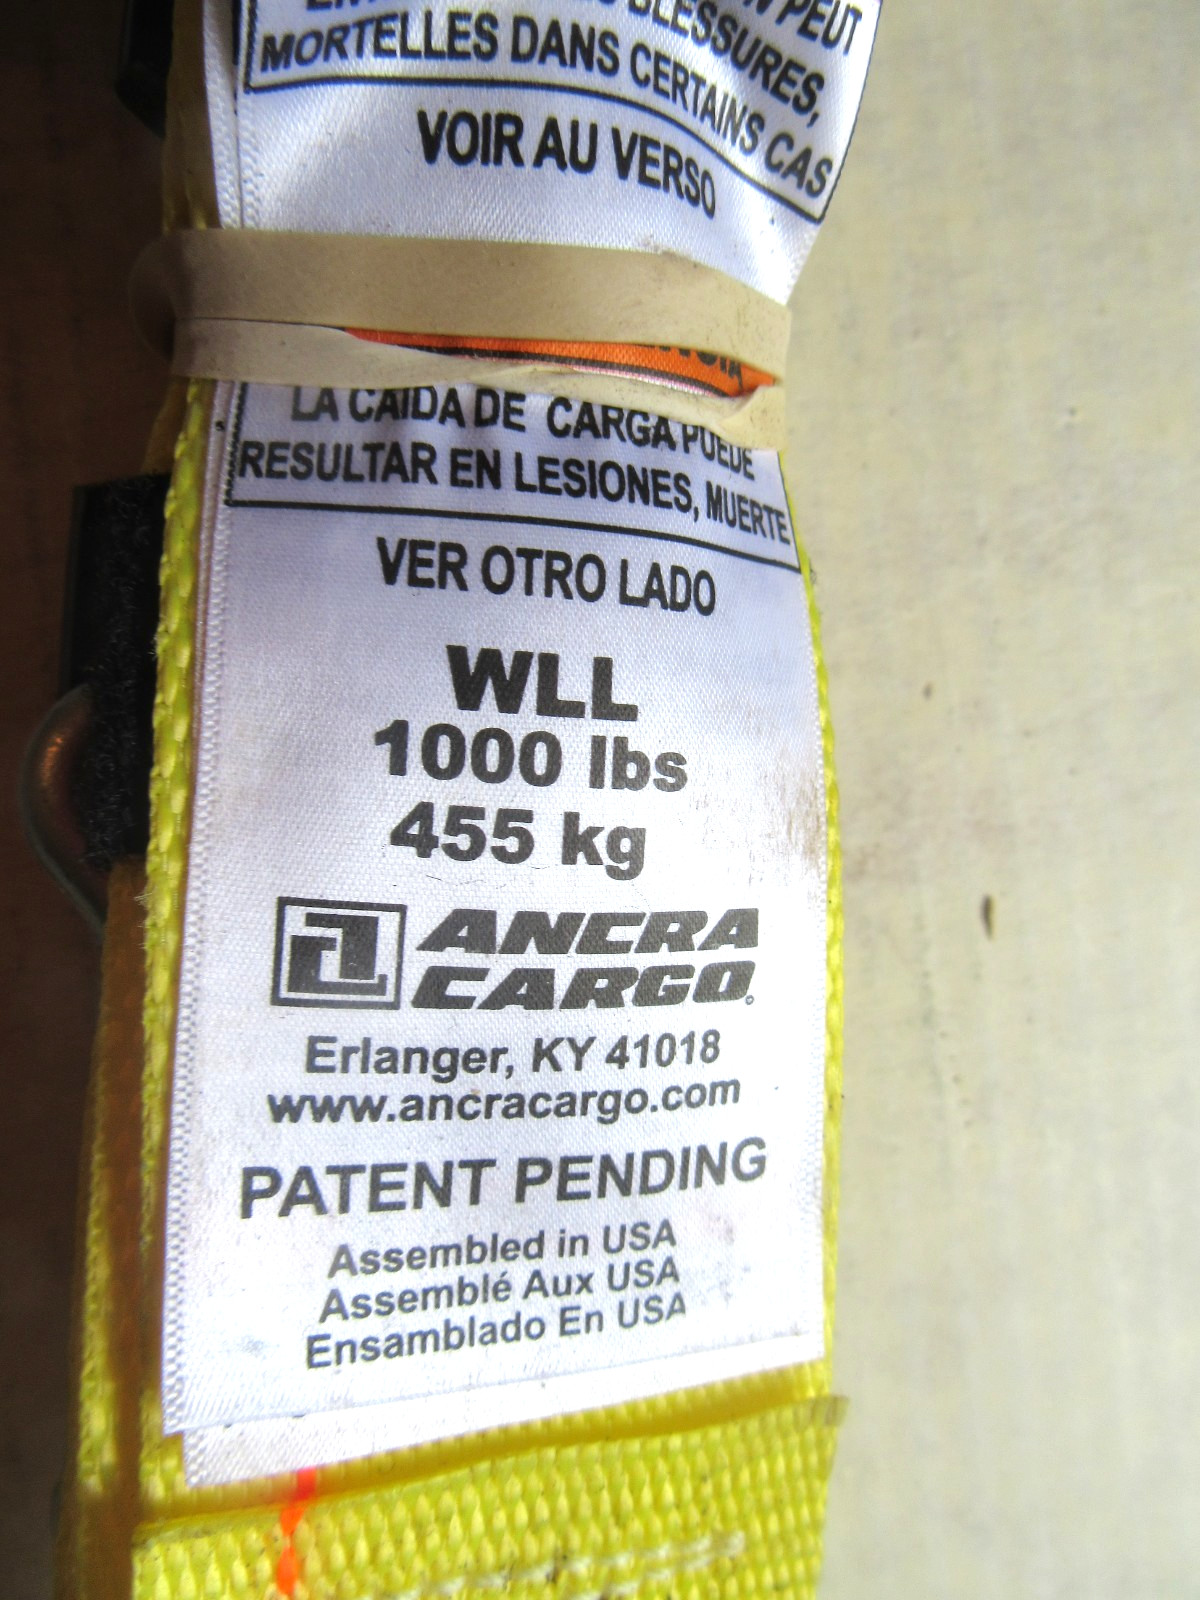 PEUT
BLESSURES,
MORTELLES DANS CERTAINS CAS
VOIR AU VERSO
LA CAIDA DE CARGA PUEDE
RESULTAR EN LESIONES, MUERTE
VER OTRO LADO
WLL
1000 lbs
455 kg
ANCRA
CARGO®
Erlanger, KY 41018
www.ancracargo.com
PATENT PENDING
Assembled in USA
Assemblé Aux USA
Ensamblado En USA